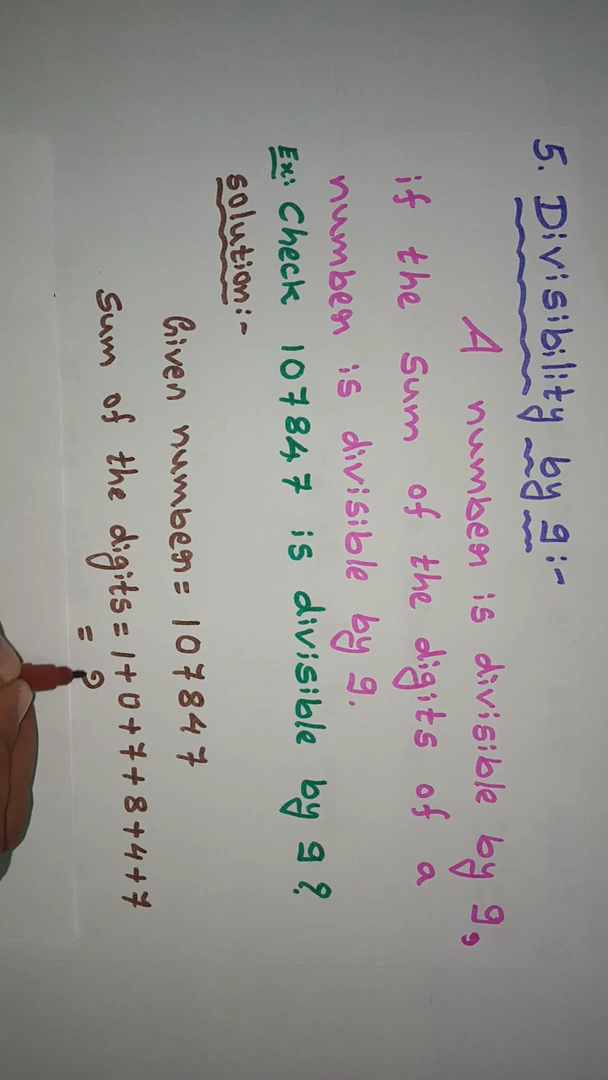 5. Divisibility by 9:-
A number is divisible by 9,
if the sum of the digits of a
number is divisible by 9.
Ex: Check 107847 is divisible by 9?
Solution:-
Given number = 107847
Sum of the digits = 1+0+7+8+4+7
=